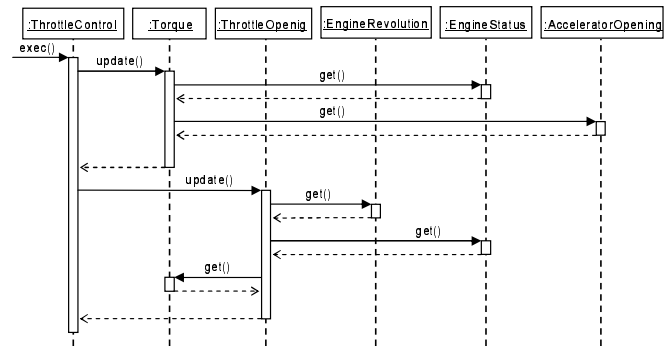 :ThrottleControl :Torque :ThrottleOpenig :EngineRevolution :EngineStatus :AcceleratorOpening
exec()
update()
get()
get()
update()
get()
get()
get()